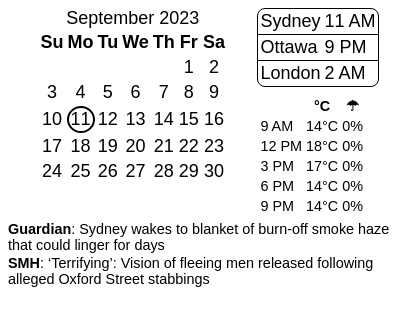 September 2023
Su Mo Tu We Th Fr Sa
1 2
3 4 5 6 7 8 9
10 11 12 13 14 15 16
17 18 19 20 21 22 23
24 25 26 27 28 29 30
Sydney 11 AM
Ottawa 9 PM
London 2 AM
°C ☂
9 AM 14°C 0%
12 PM 18°C 0%
3 PM 17°C 0%
6 PM 14°C 0%
9 PM 14°C 0%
Guardian: Sydney wakes to blanket of burn-off smoke haze
that could linger for days
SMH: ‘Terrifying’: Vision of fleeing men released following
alleged Oxford Street stabbings